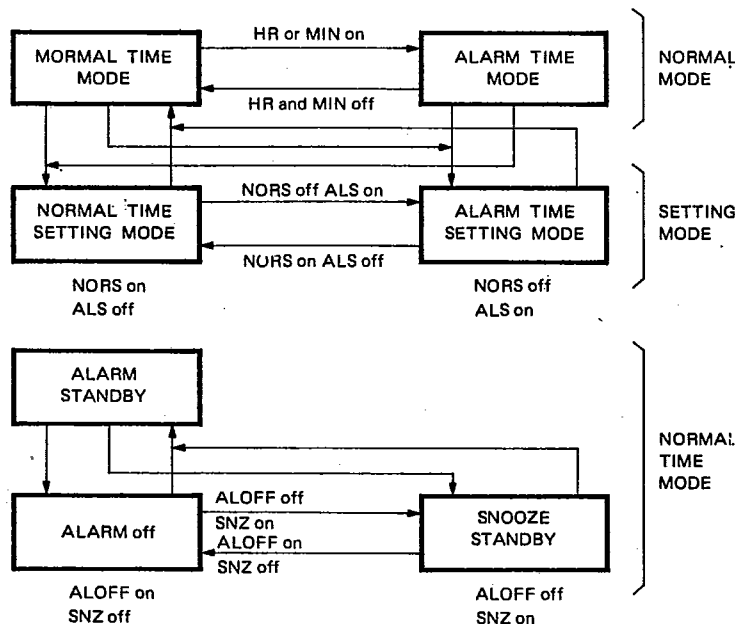 MORMAL TIME
MODE
HR or MIN on
HR and MIN off
ALARM TIME
MODE
NORMAL
MODE
NORMAL TIME
SETTING MODE
NORS off ALS on
NORS on ALS off
ALARM TIME
SETTING MODE
SETTING
MODE
NORS on
ALS off
NORS off
ALS on
ALARM
STANDBY
NORMAL
TIME
MODE
ALARM off
ALOFF off
SNZ on
ALOFF on
SNZ off
SNOOZE
STANDBY
ALOFF on
SNZ off
ALOFF off
SNZ on